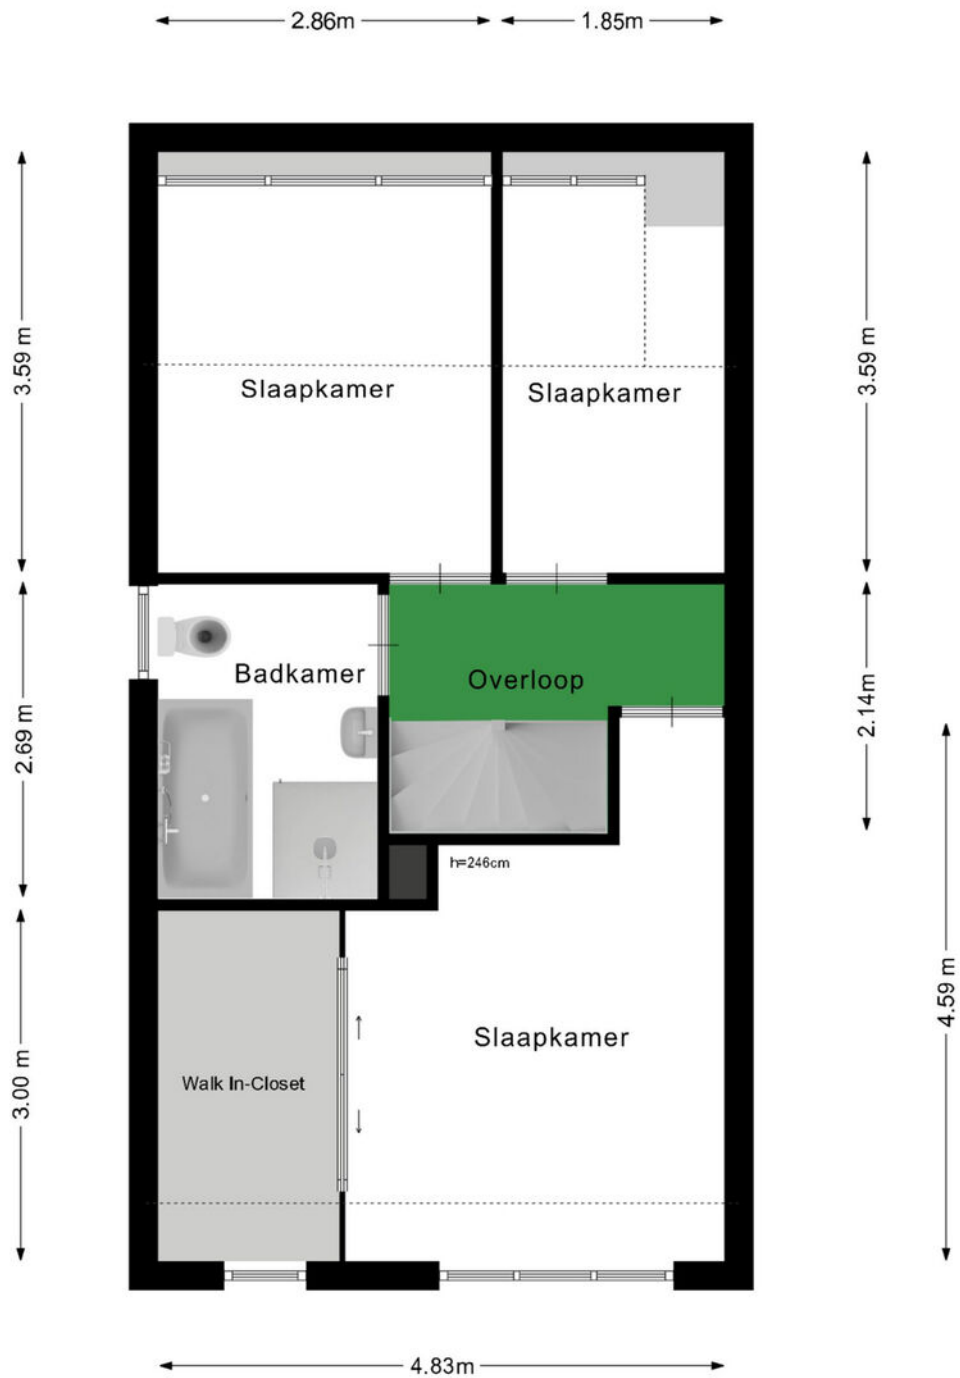 2.86m
1.85m
3.59 m
3.59 m
Slaapkamer
Slaapkamer
Badkamer
Overloop
2.69 m
2.14m
h=246cm
4.59 m
Slaapkamer
Walk In-Closet
3.00 m
4.83m